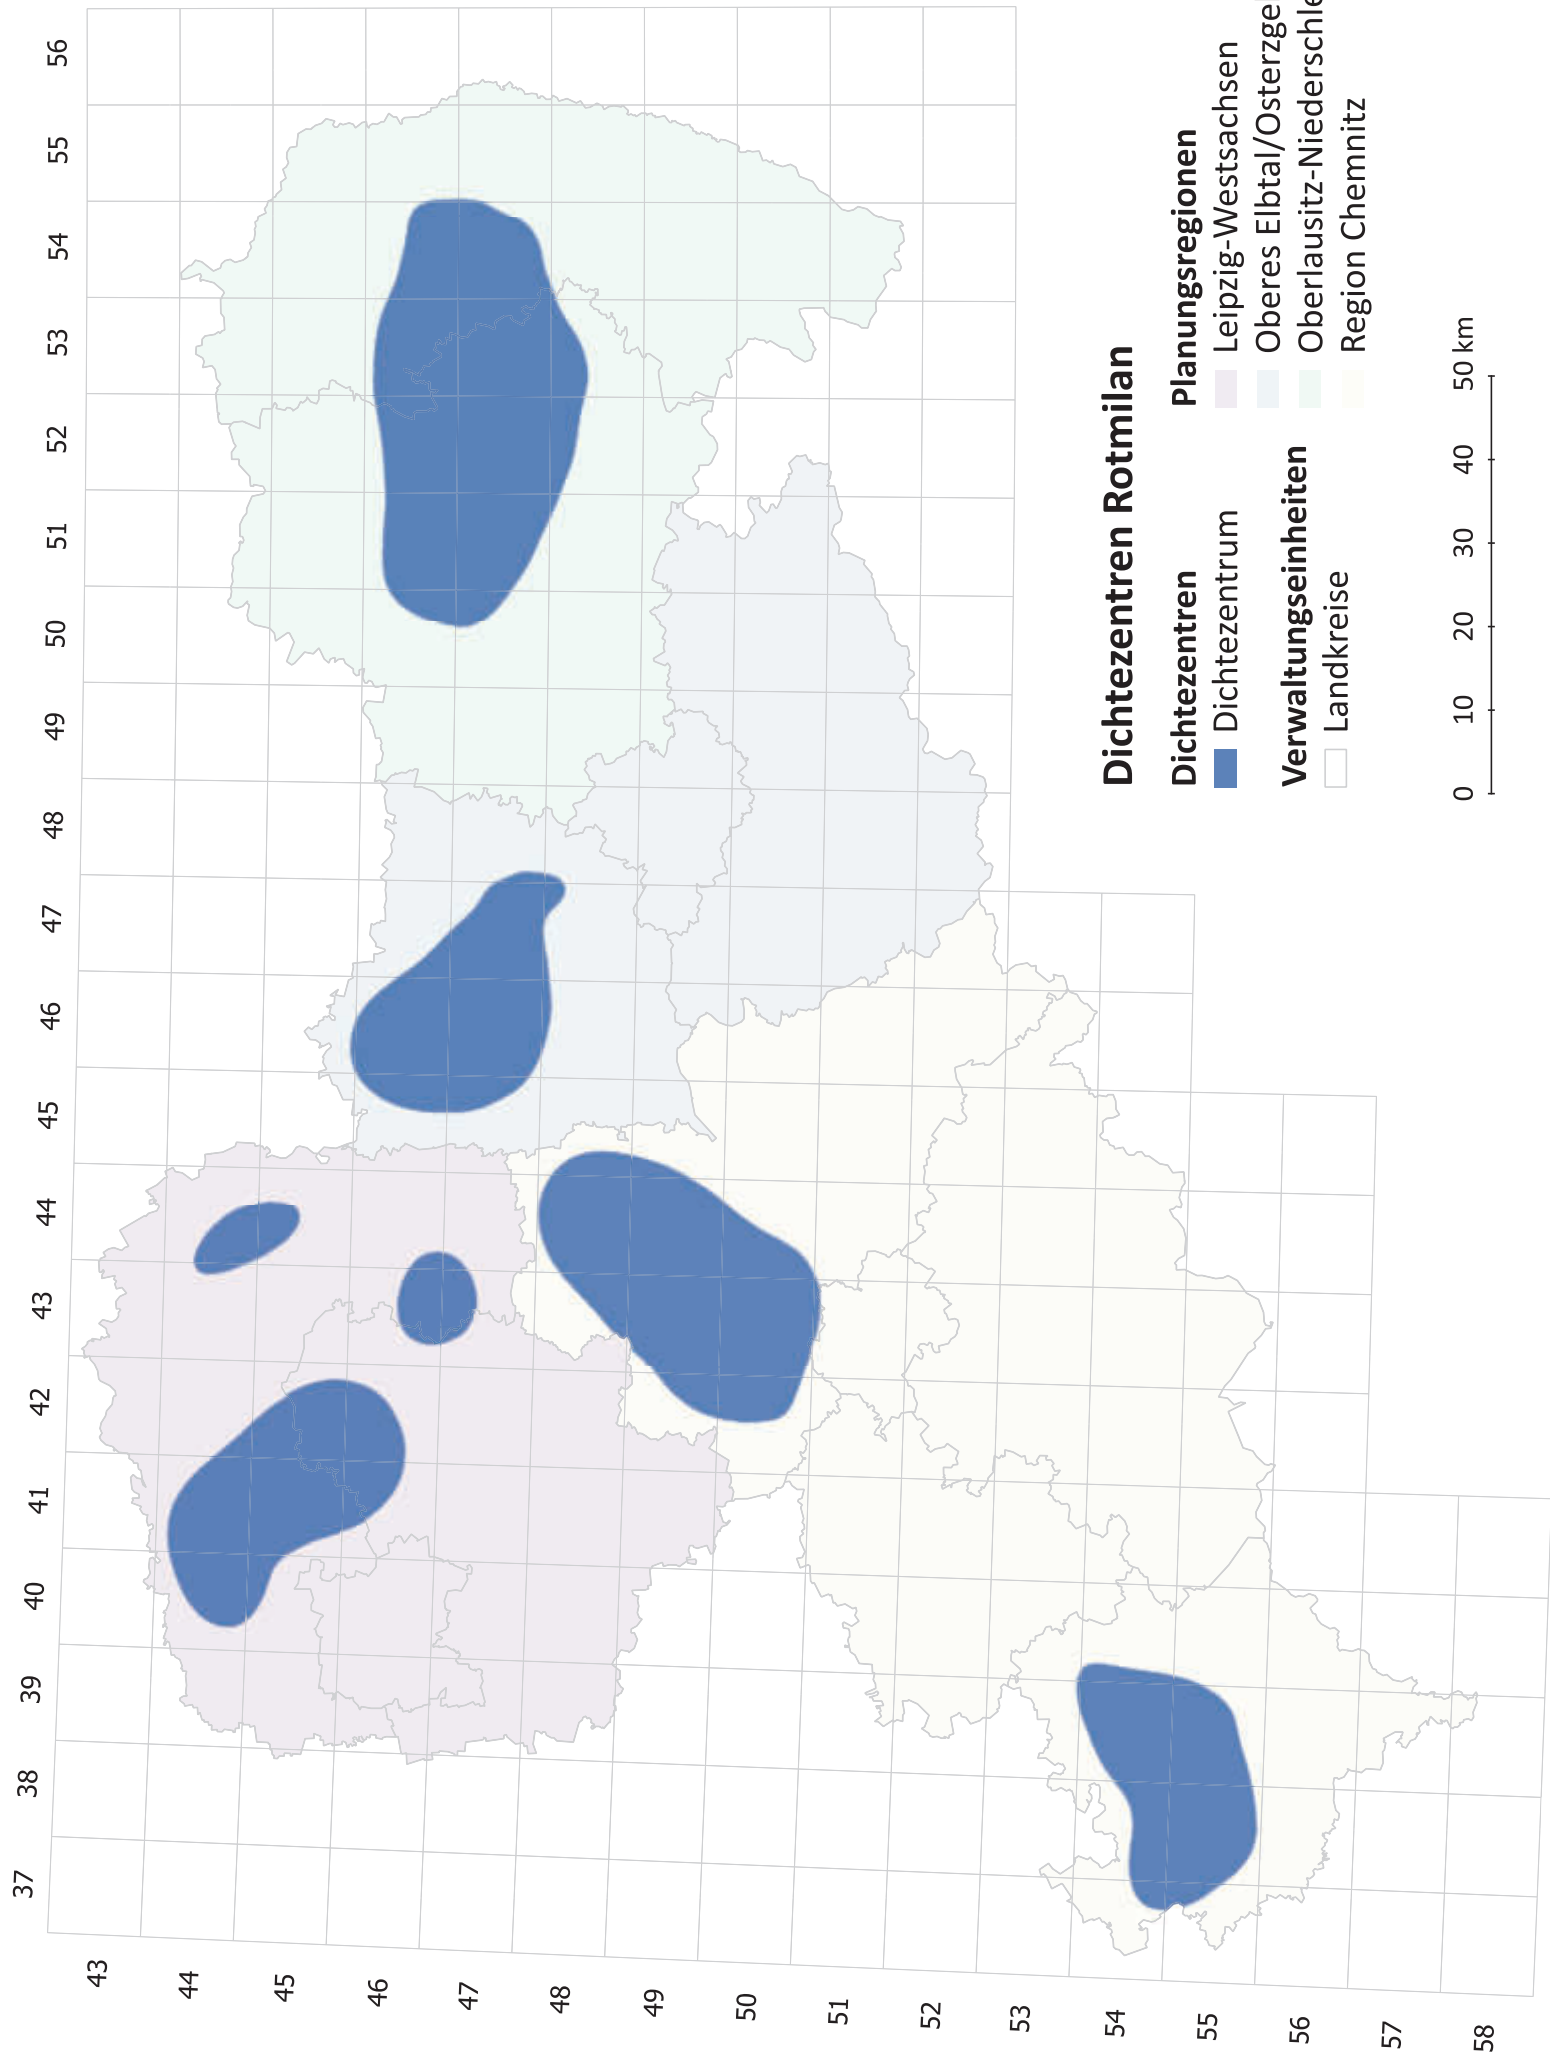 37 38 39 40 41 42 43 44 45 46 47 48 49 50 51 52 53 54 55 56
43
44
45
46
47
48
49
50
51
52
53
54
55
56
57
58
Dichtezentren Rotmilan
Dichtezentren
Dichtezentrum
Verwaltungseinheiten
Landkreise
Planungsregionen
Leipzig-Westsachsen
Oberes Elbtal/Osterzge
Oberlausitz-Niederschle
Region Chemnitz
0 10 20 30 40 50 km